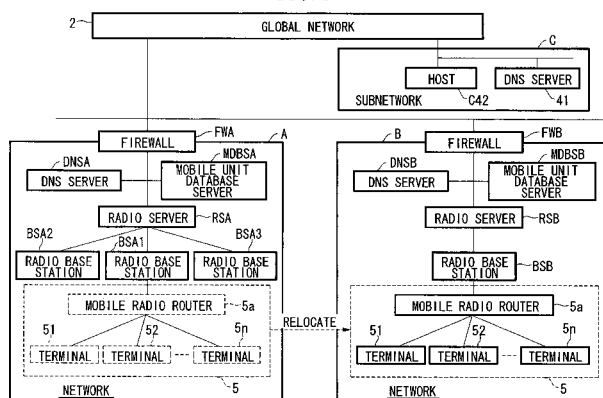 2
GLOBAL NETWORK
C
HOST
DNS SERVER
SUBNETWORK
C42
41
FIREWALL
FWA
A
B
FIREWALL
FWB
DNSA
MDBSA
DNS SERVER
MOBILE UNIT
DATABASE
SERVER
DNSB
MDBSB
DNS SERVER
MOBILE UNIT
DATABASE
SERVER
RADIO SERVER
RSA
RADIO SERVER
RSB
BSA2
BSA1
BSA3
RADIO BASE
STATION
RADIO BASE
STATION
RADIO BASE
STATION
RADIO BASE
STATION
BSB
MOBILE RADIO ROUTER
5a
RELOCATE
MOBILE RADIO ROUTER
5a
51
52
5n
TERMINAL
TERMINAL
TERMINAL
51
52
5n
TERMINAL
TERMINAL
TERMINAL
NETWORK
5
NETWORK
5